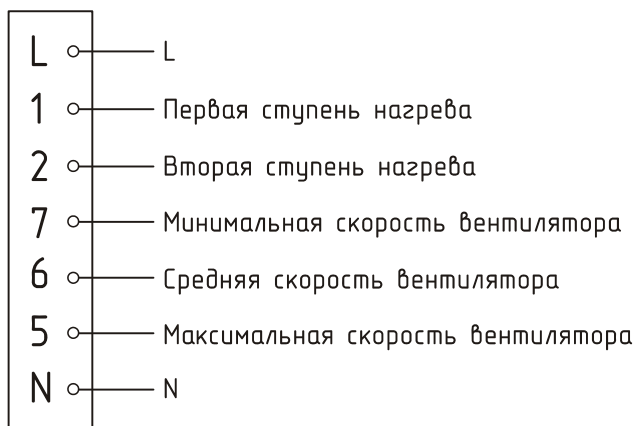 L L
1 Первая ступень нагрева
2 Вторая ступень нагрева
7 Минимальная скорость вентилятора
6 Средняя скорость вентилятора
5 Максимальная скорость вентилятора
N N